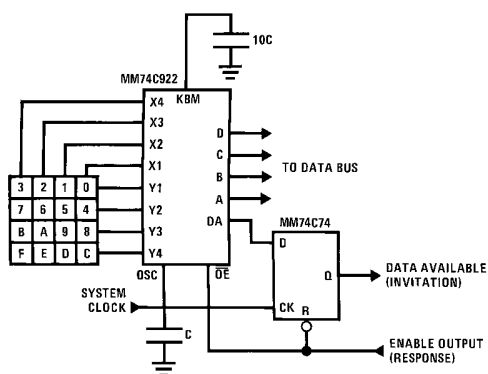 10C
MM74C922
KBM
X4
X3
X2
X1
Y1
Y2
Y3
Y4
D
C
B
A
DA
TO DATA BUS
3 2 1 0
7 6 5 4
B A 9 8
F E D C
OSC
OE
MM74C74
D
Q
CK
R
DATA AVAILABLE
(INVITATION)
SYSTEM
CLOCK
C
ENABLE OUTPUT
(RESPONSE)